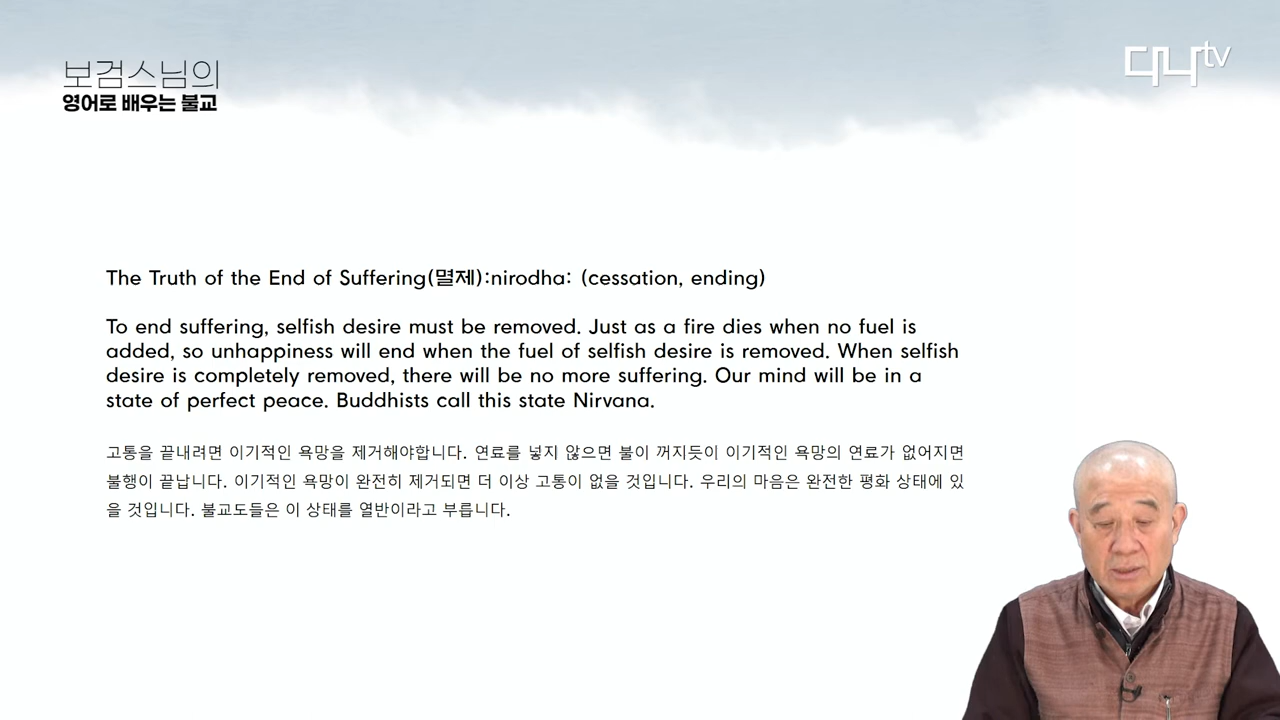 보검스님의
영어로 배우는 불교
디나tv
The Truth of the End of Suffering(멸제):nirodha: (cessation, ending)
To end suffering, selfish desire must be removed. Just as a fire dies when no fuel is
added, so unhappiness will end when the fuel of selfish desire is removed. When selfish
desire is completely removed, there will be no more suffering. Our mind will be in a
state of perfect peace. Buddhists call this state Nirvana.
고통을 끝내려면 이기적인 욕망을 제거해야합니다. 연료를 넣지 않으면 불이 꺼지듯이 이기적인 욕망의 연료가 없어지면
불행이 끝납니다. 이기적인 욕망이 완전히 제거되면 더 이상 고통이 없을 것입니다. 우리의 마음은 완전한 평화 상태에 있
을 것입니다. 불교도들은 이 상태를 열반이라고 부릅니다.